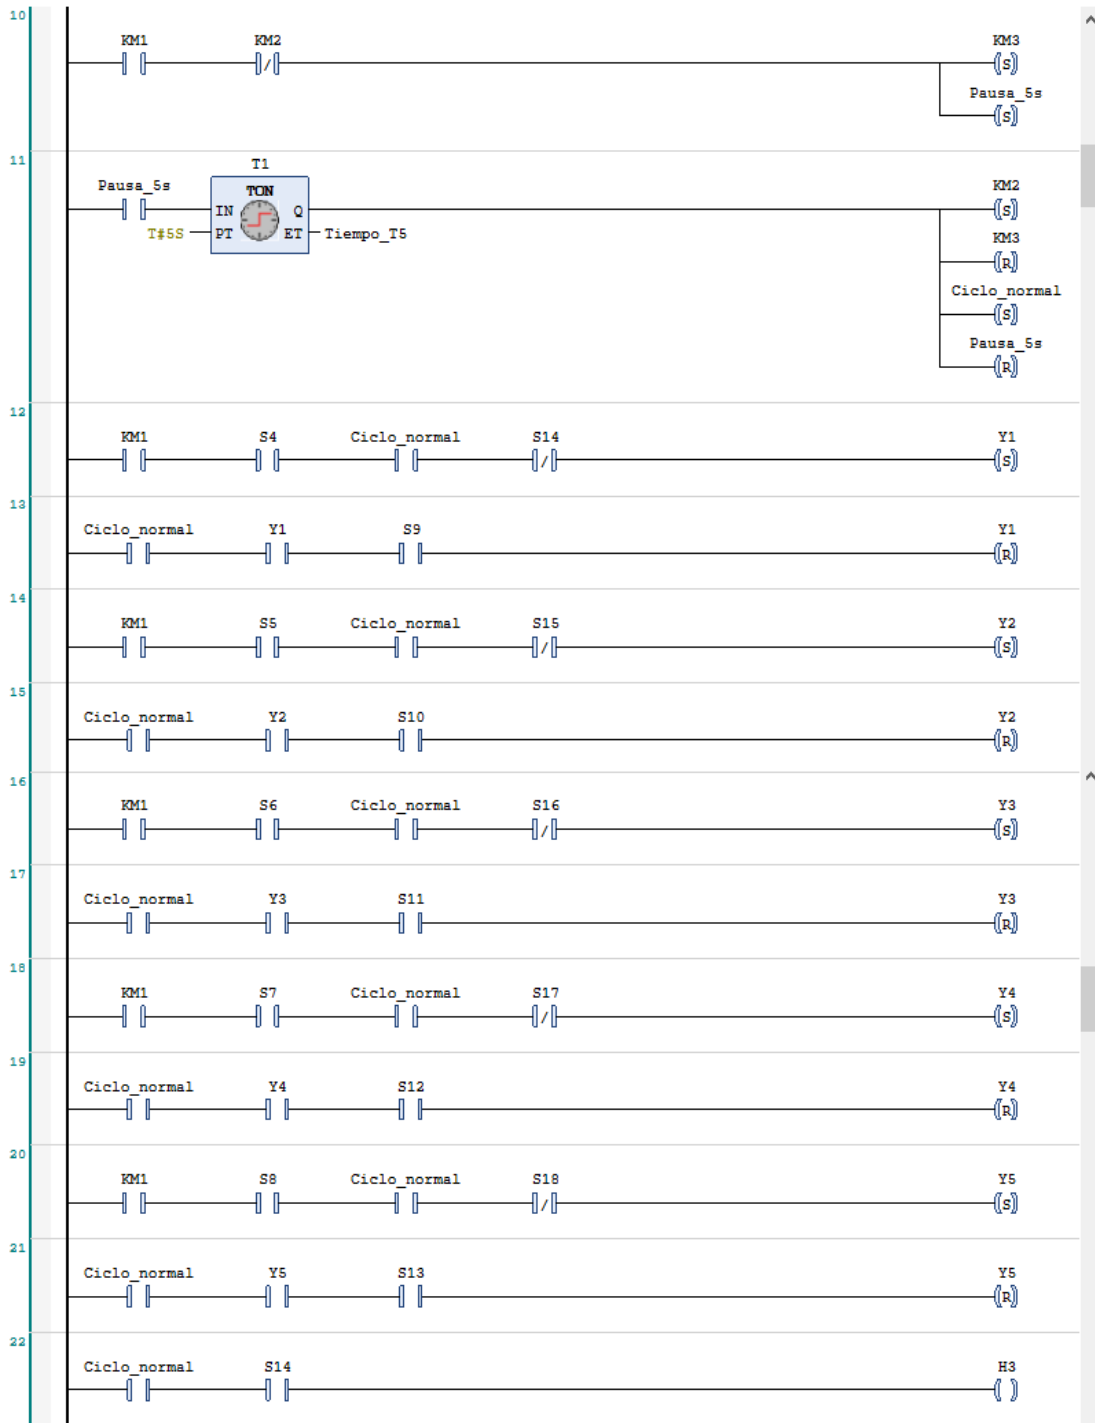 10
KM1 KM2 KM3
/ S
Pausa_5s
S
11
T1
Pausa_5s TON KM2
IN Q S
T#5S PT ET Tiempo_T5
KM3
R
Ciclo_normal
S
Pausa_5s
R
12
KM1 S4 Ciclo_normal S14 Y1
/ S
13
Ciclo_normal Y1 S9 Y1
R
14
KM1 S5 Ciclo_normal S15 Y2
/ S
15
Ciclo_normal Y2 S10 Y2
R
16
KM1 S6 Ciclo_normal S16 Y3
/ S
17
Ciclo_normal Y3 S11 Y3
R
18
KM1 S7 Ciclo_normal S17 Y4
/ S
19
Ciclo_normal Y4 S12 Y4
R
20
KM1 S8 Ciclo_normal S18 Y5
/ S
21
Ciclo_normal Y5 S13 Y5
R
22
Ciclo_normal S14 H3